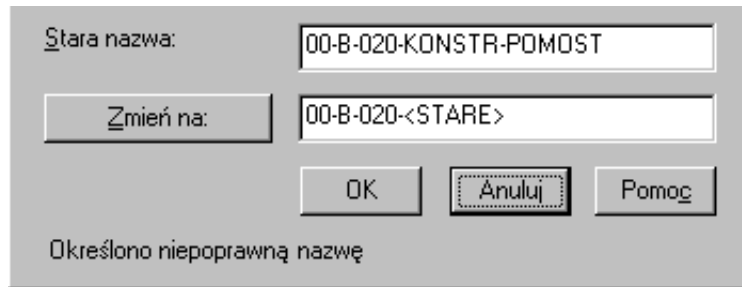 Stara nazwa:
00-B-020-KONSTR-POMOST
Zmień na:
00-B-020-<STARE>
OK
Anuluj
Pomoc
Określono niepoprawną nazwę